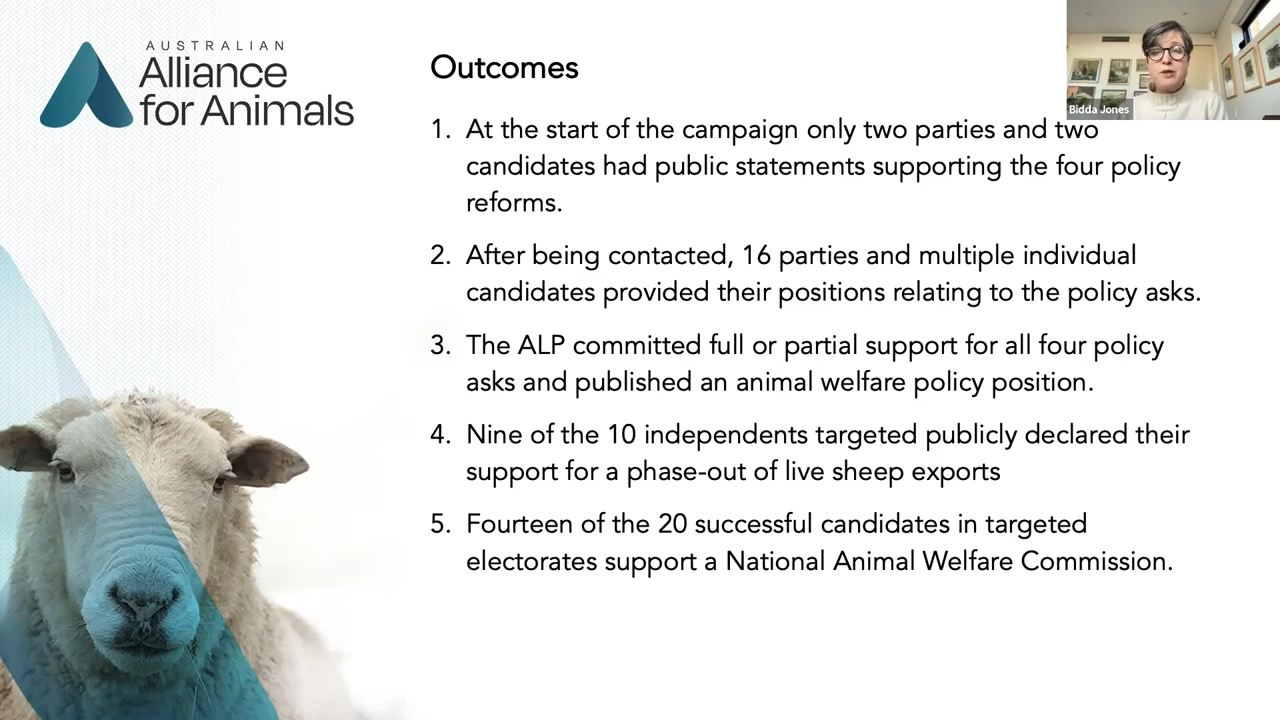 AUSTRALIAN
Alliance
for Animals
Outcomes
Bidda Jones
1. At the start of the campaign only two parties and two
candidates had public statements supporting the four policy
reforms.
2. After being contacted, 16 parties and multiple individual
candidates provided their positions relating to the policy asks.
3. The ALP committed full or partial support for all four policy
asks and published an animal welfare policy position.
4. Nine of the 10 independents targeted publicly declared their
support for a phase-out of live sheep exports
5. Fourteen of the 20 successful candidates in targeted
electorates support a National Animal Welfare Commission.